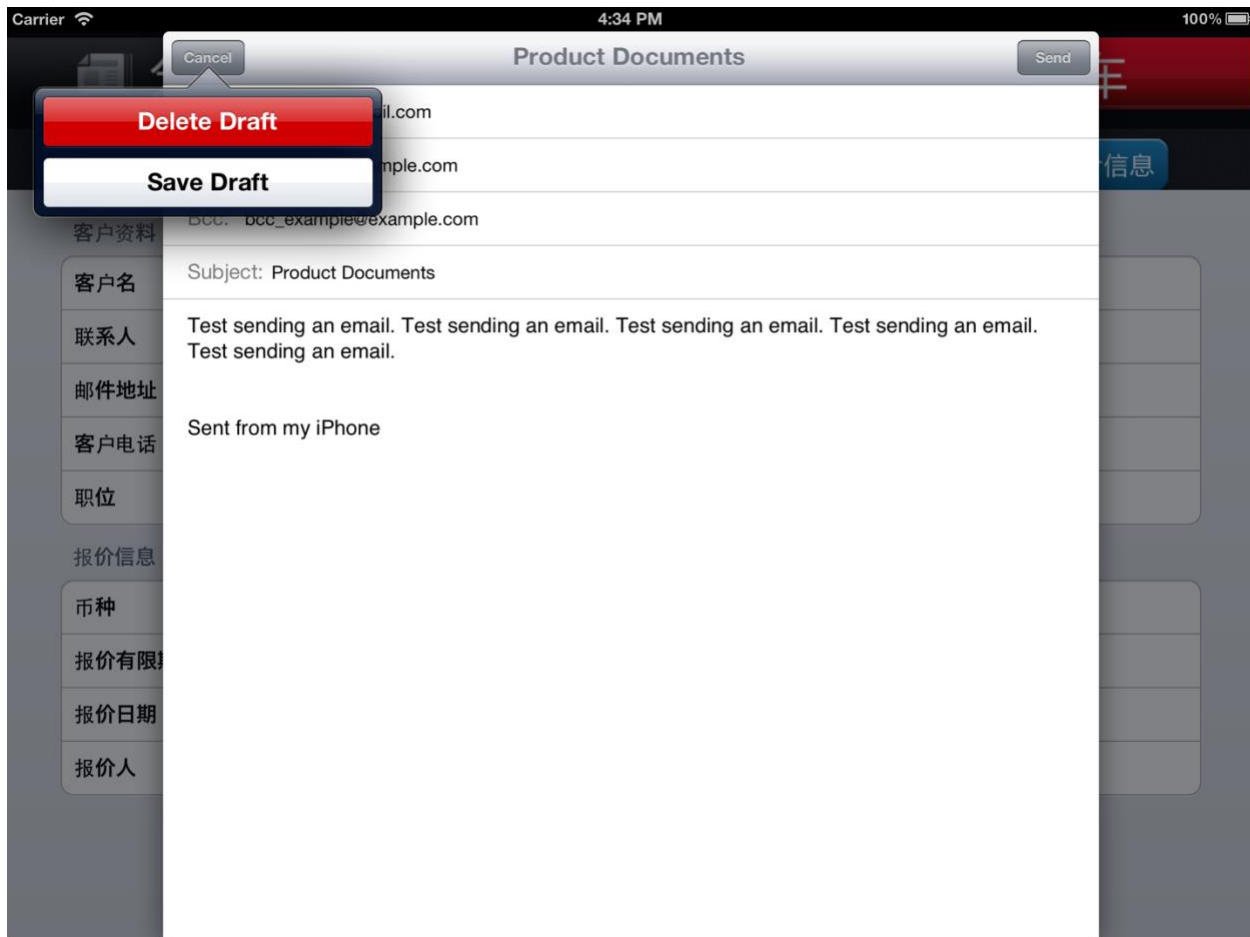 Carrier 4:34 PM 100%
Cancel Product Documents Send
车
Delete Draft
il.com
Save Draft
mple.com
信息
Bcc: bcc_example@example.com
客户资料
Subject: Product Documents
客户名
Test sending an email. Test sending an email. Test sending an email. Test sending an email.
Test sending an email.
联系人
邮件地址
Sent from my iPhone
客户电话
职位
报价信息
币种
报价有限
报价日期
报价人